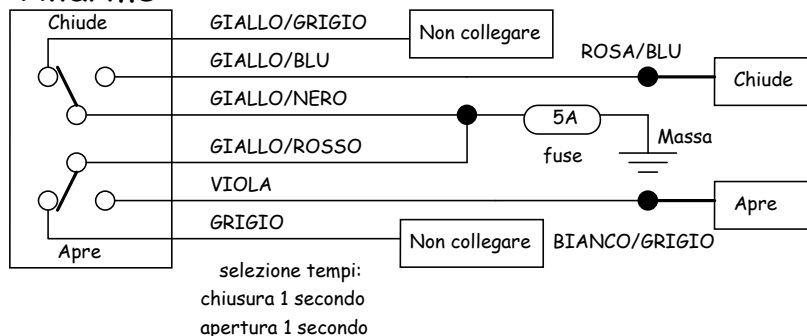 Chiude
GIALLO/GRIGIO
Non collegare
GIALLO/BLU
ROSA/BLU
Chiude
GIALLO/NERO
5A
fuse
Massa
GIALLO/ROSSO
VIOLA
Apre
GRIGIO
Non collegare
BIANCO/GRIGIO
Apre
selezione tempi:
chiusura 1 secondo
apertura 1 secondo